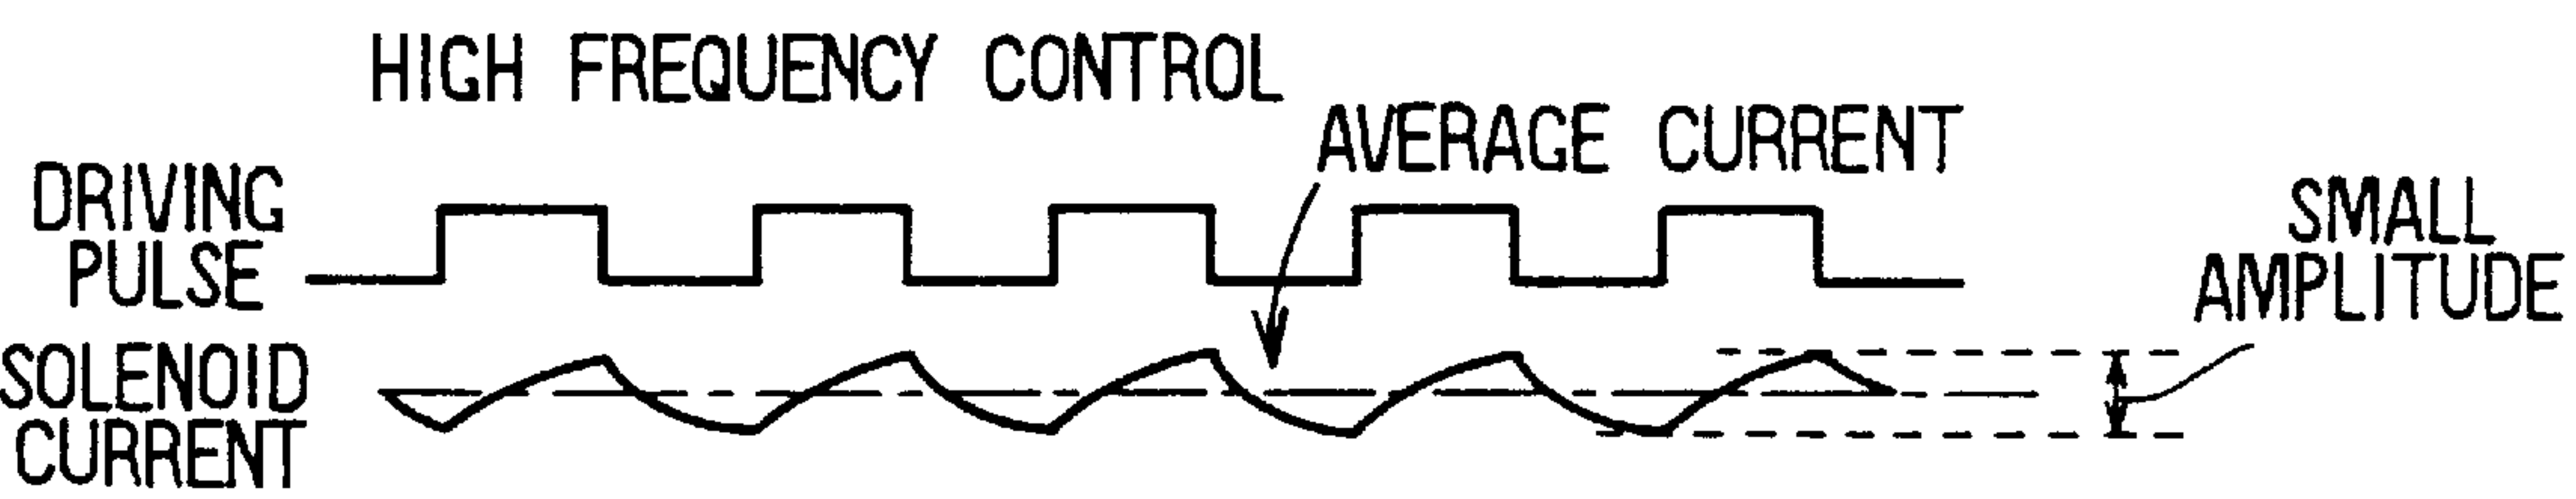 HIGH FREQUENCY CONTROL
AVERAGE CURRENT
DRIVING
PULSE
SMALL
AMPLITUDE
SOLENOID
CURRENT